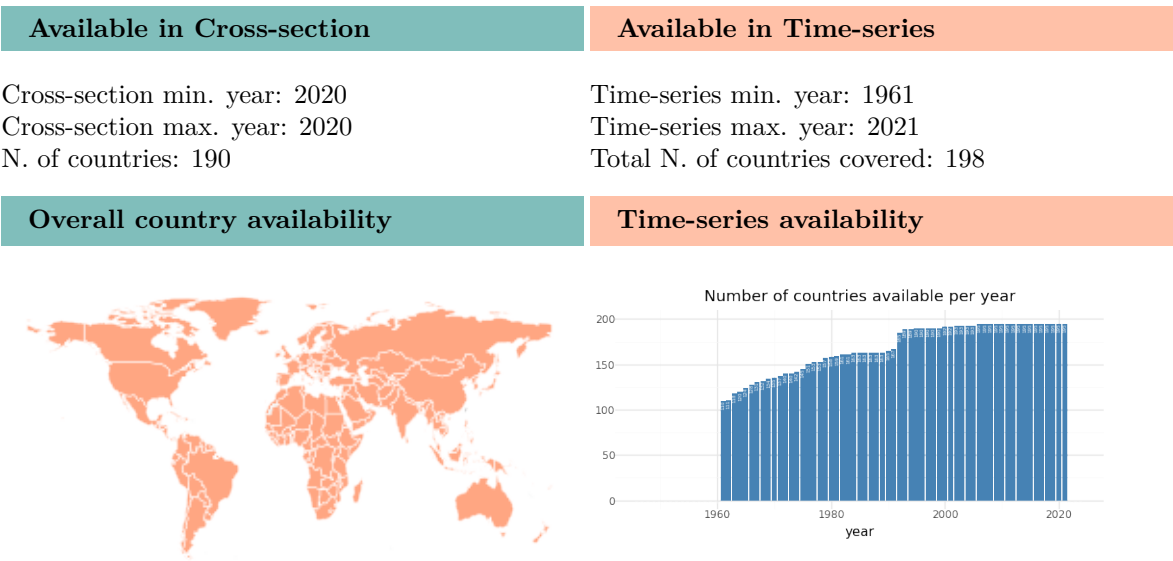 Available in Cross-section
Cross-section min. year: 2020
Cross-section max. year: 2020
N. of countries: 190
Available in Time-series
Time-series min. year: 1961
Time-series max. year: 2021
Total N. of countries covered: 198
Overall country availability
Time-series availability
Number of countries available per year
200
150
100
50
0
1960 1980 2000 2020
year